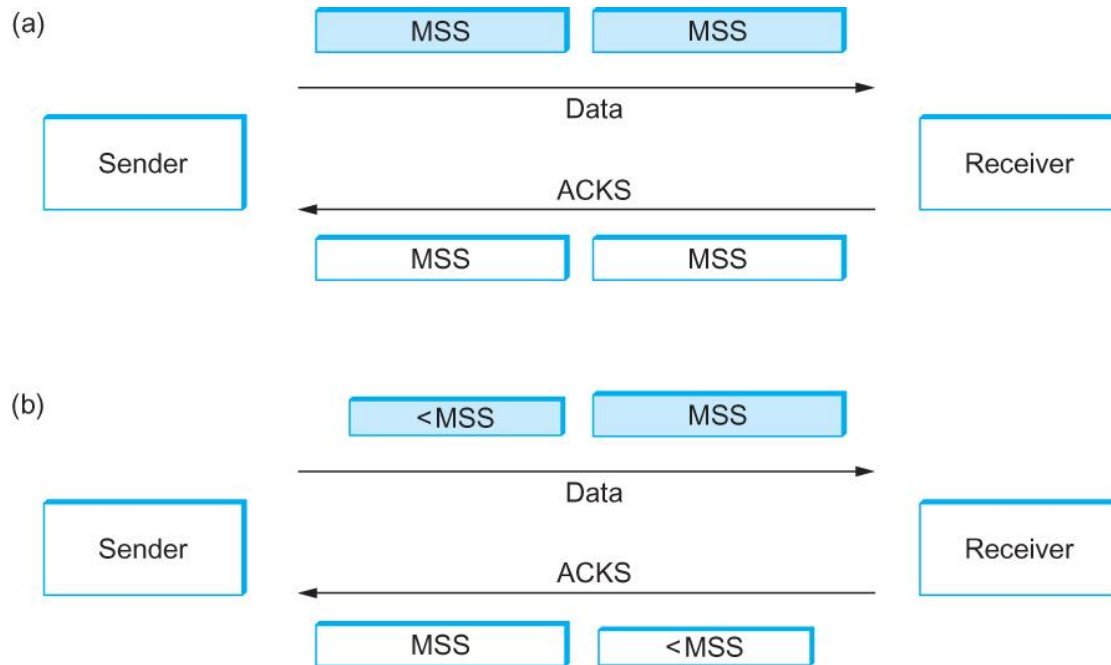 (a)
MSS MSS
Data
Sender Receiver
ACKS
MSS MSS
(b)
<MSS MSS
Data
Sender Receiver
ACKS
MSS <MSS